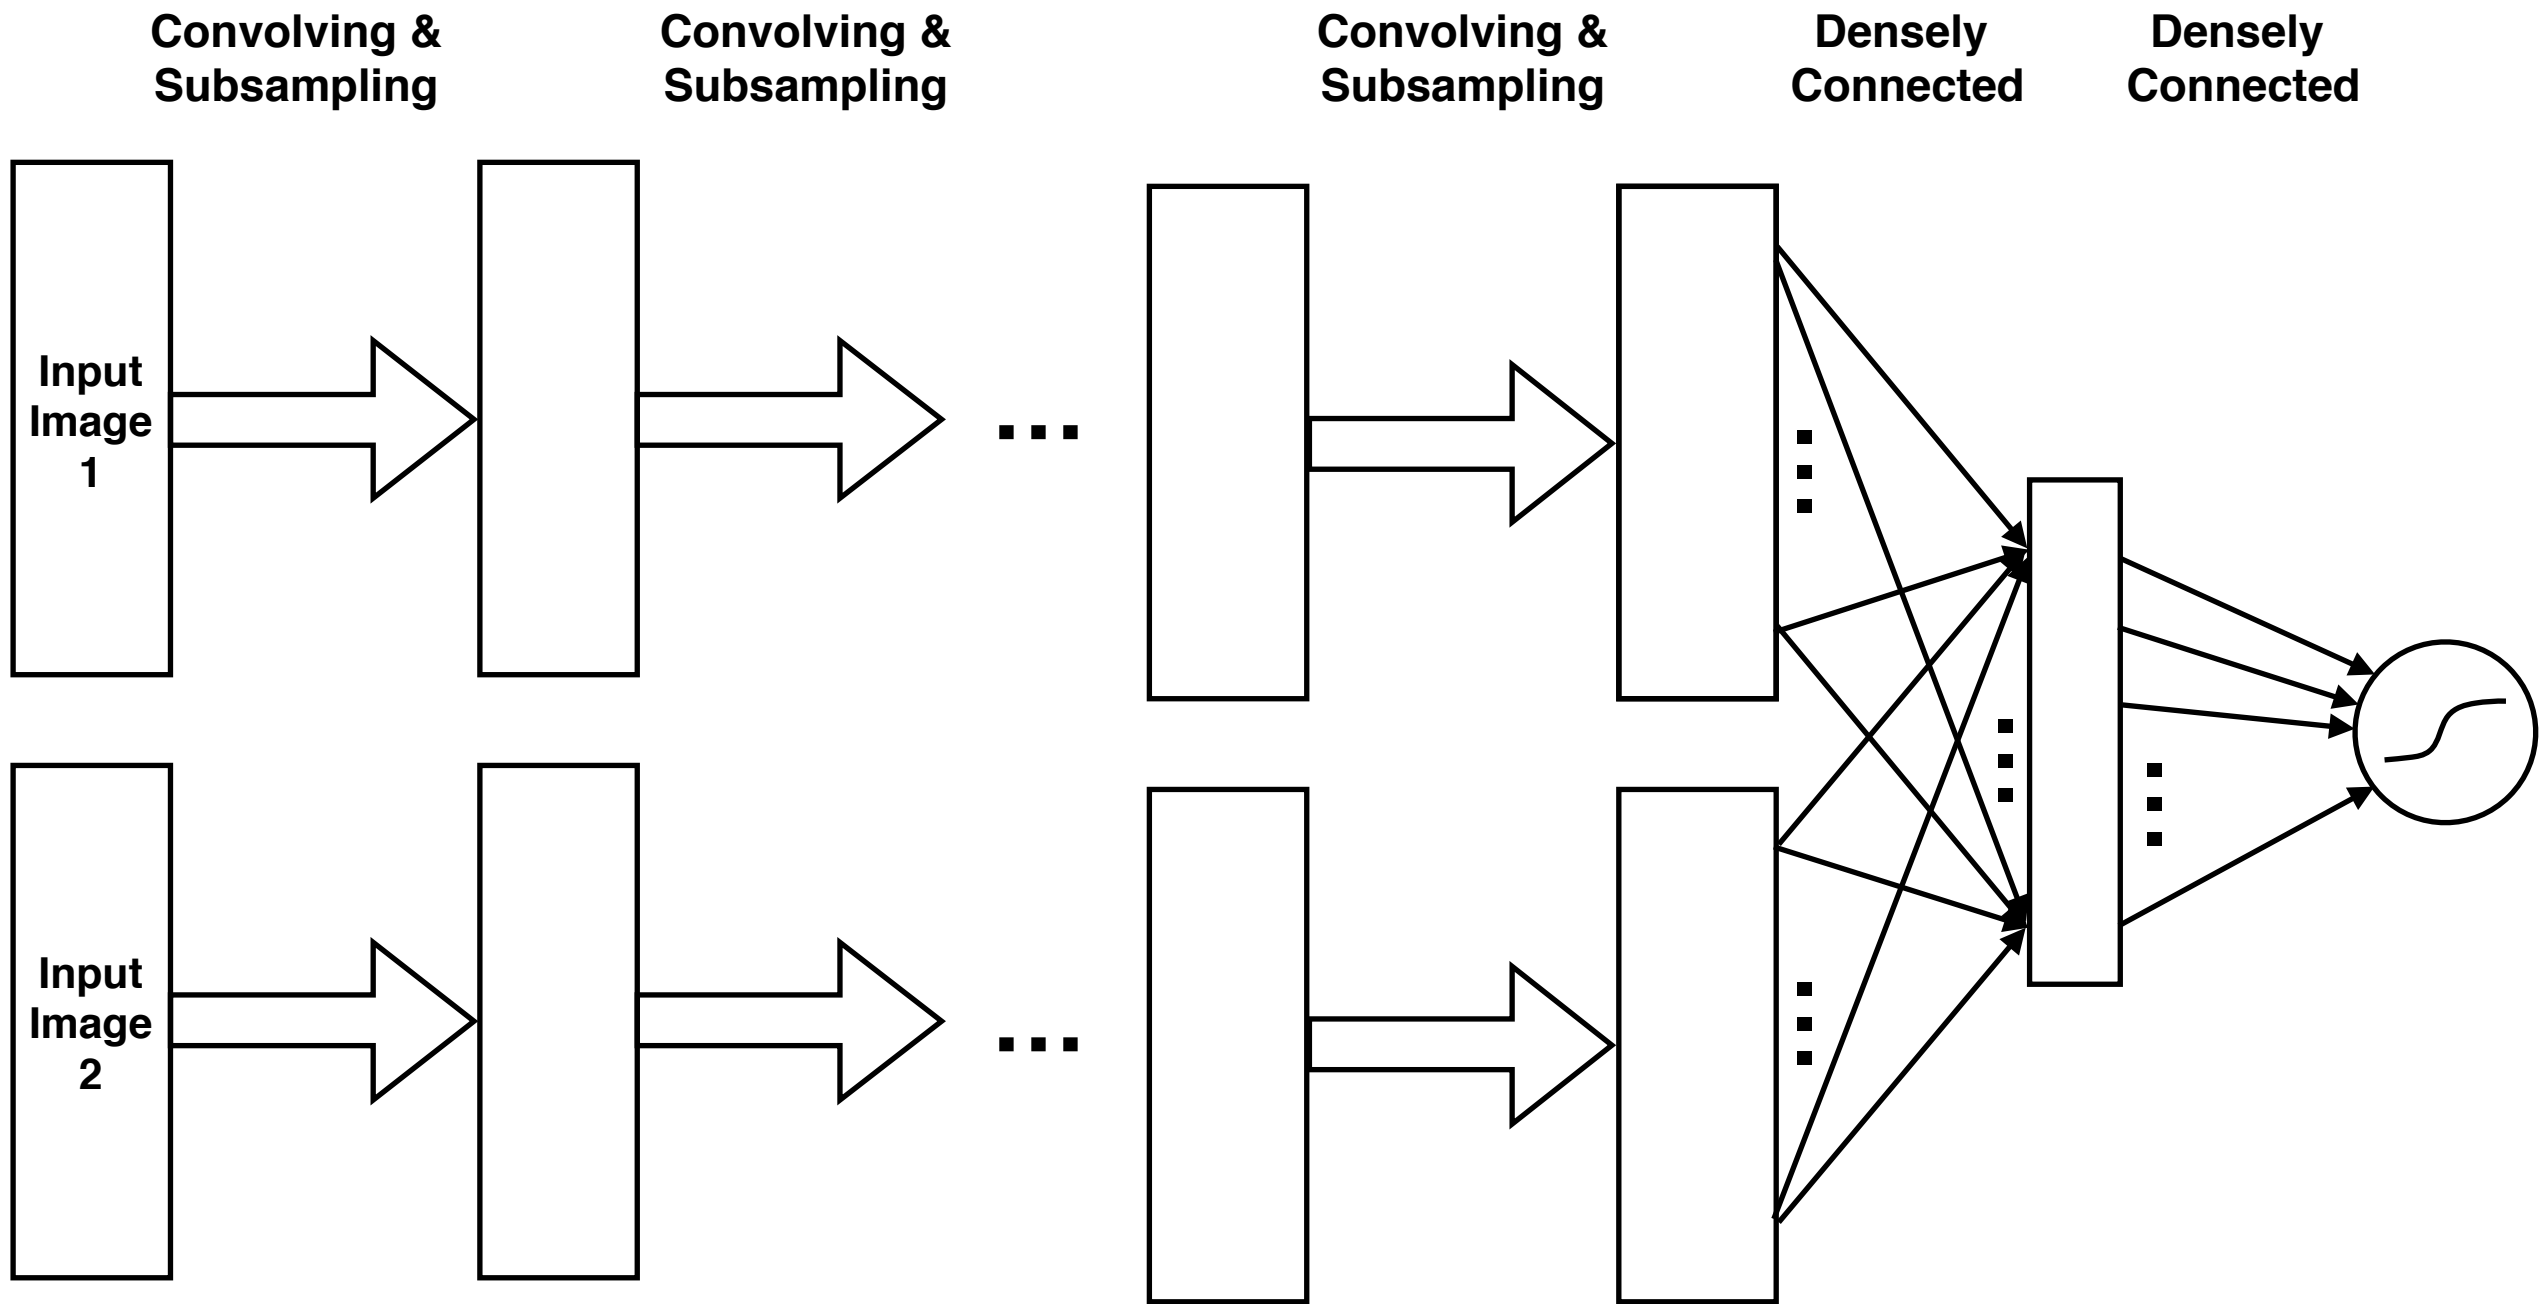 Convolving &
Subsampling
Convolving &
Subsampling
Convolving &
Subsampling
Densely
Connected
Densely
Connected
Input
Image
1
Input
Image
2